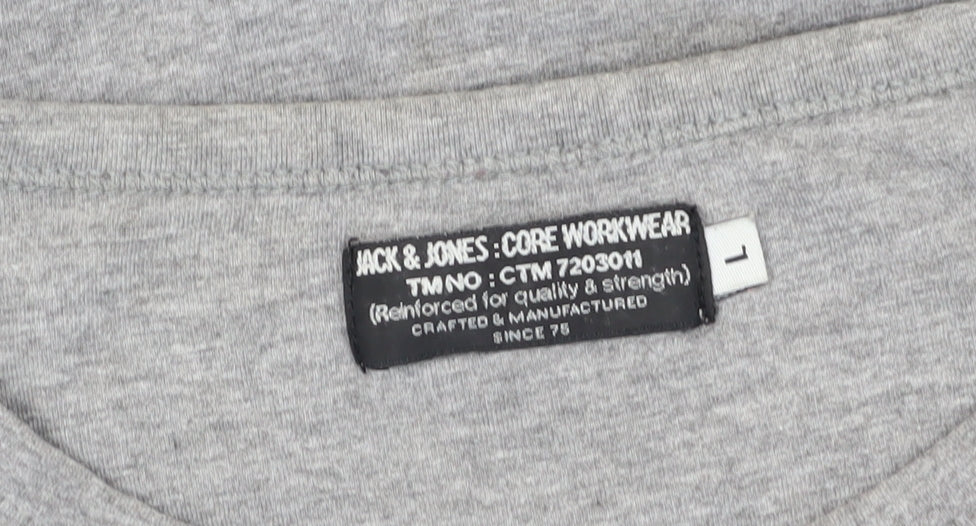 JACK & JONES : CORE WORKWEAR
TM NO : CTM 7203011
(Reinforced for quality & strength)
CRAFTED & MANUFACTURED
SINCE 75
L